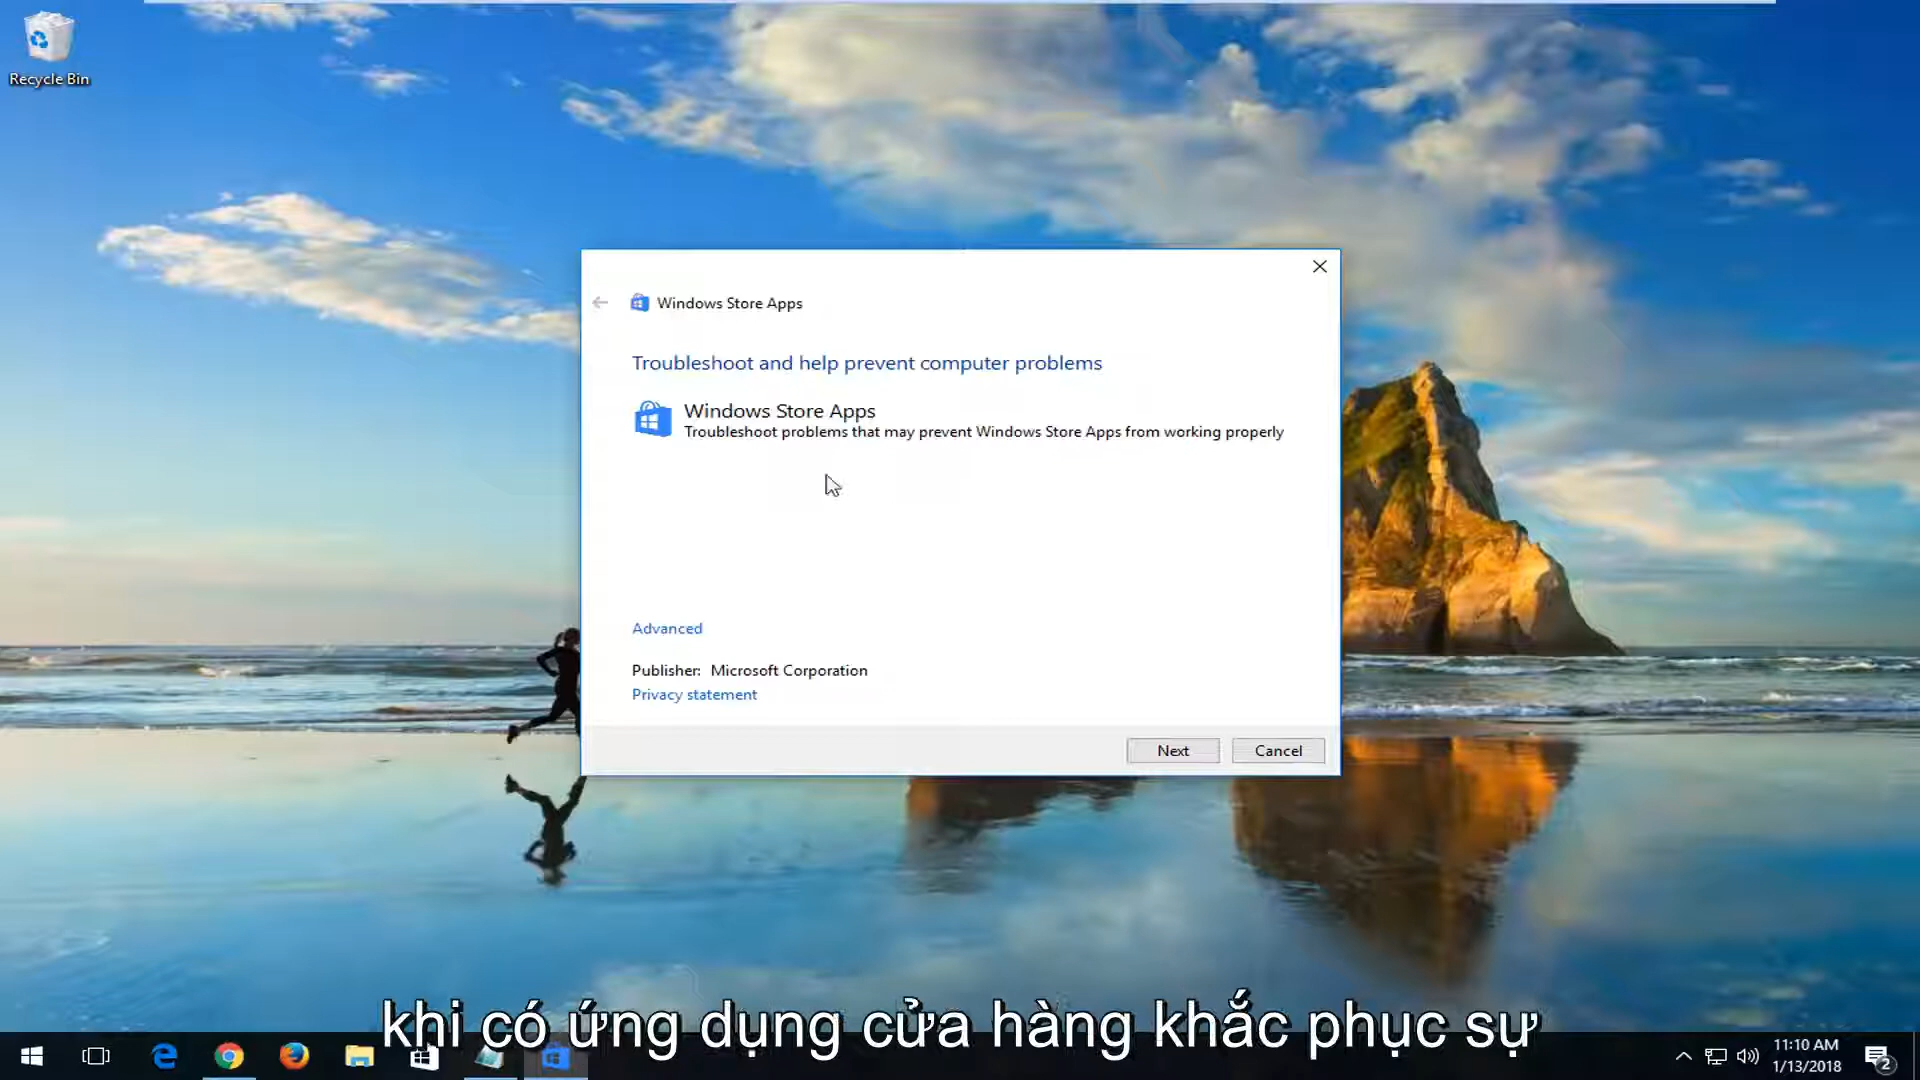 Recycle Bin
Windows Store Apps
Troubleshoot and help prevent computer problems
Windows Store Apps
Troubleshoot problems that may prevent Windows Store Apps from working properly
Advanced
Publisher: Microsoft Corporation
Privacy statement
Next
Cancel
khi có ứng dụng cửa hàng khắc phục sự
11:10 AM
1/13/2018
2